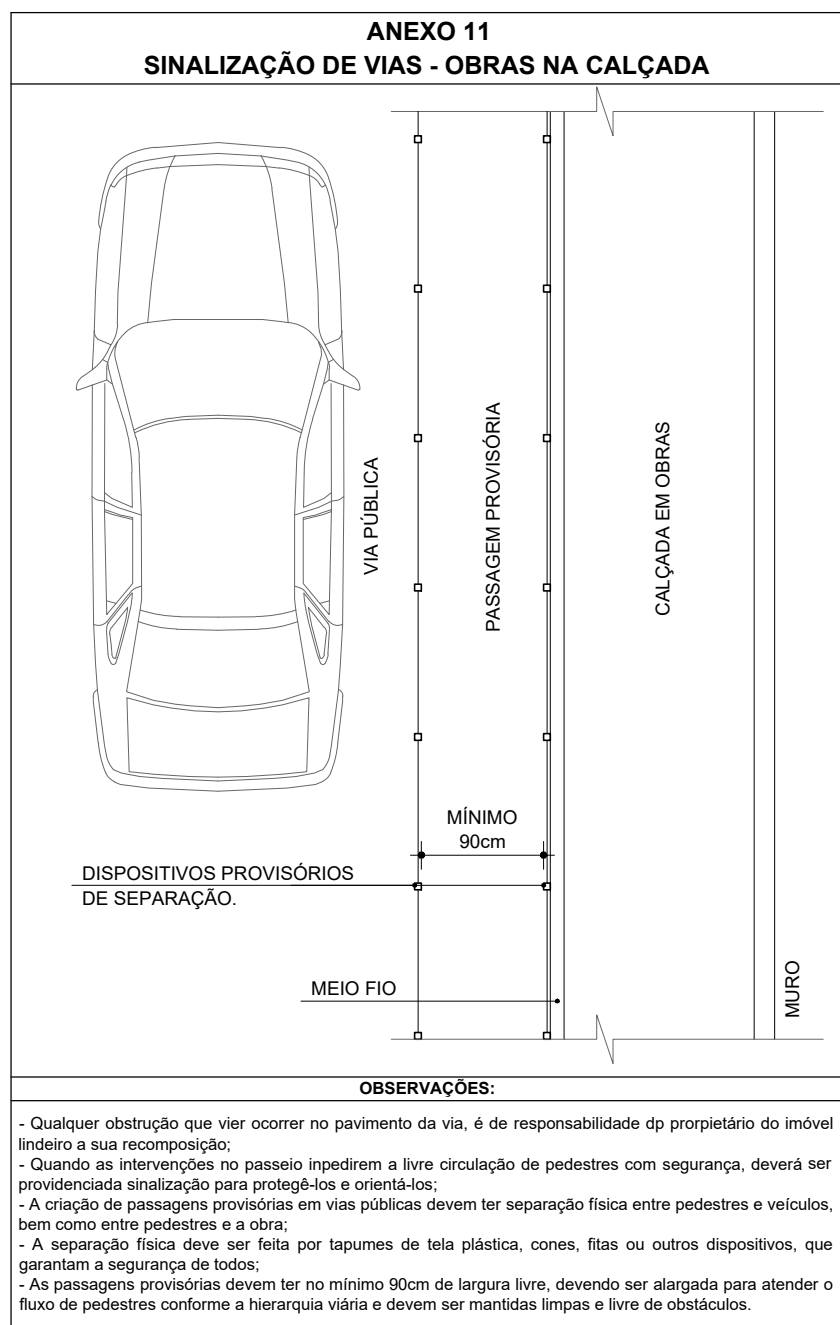 ANEXO 11
SINALIZAÇÃO DE VIAS - OBRAS NA CALÇADA
VIA PÚBLICA
PASSAGEM PROVISÓRIA
CALÇADA EM OBRAS
MÍNIMO
90cm
DISPOSITIVOS PROVISÓRIOS
DE SEPARAÇÃO.
MEIO FIO
MURO
OBSERVAÇÕES:
- Qualquer obstrução que vier ocorrer no pavimento da via, é de responsabilidade dp prorpietário do imóvel
lindeiro a sua recomposição;
- Quando as intervenções no passeio inpedirem a livre circulação de pedestres com segurança, deverá ser
providenciada sinalização para protegê-los e orientá-los;
- A criação de passagens provisórias em vias públicas devem ter separação física entre pedestres e veículos,
bem como entre pedestres e a obra;
- A separação física deve ser feita por tapumes de tela plástica, cones, fitas ou outros dispositivos, que
garantam a segurança de todos;
- As passagens provisórias devem ter no mínimo 90cm de largura livre, devendo ser alargada para atender o
fluxo de pedestres conforme a hierarquia viária e devem ser mantidas limpas e livre de obstáculos.